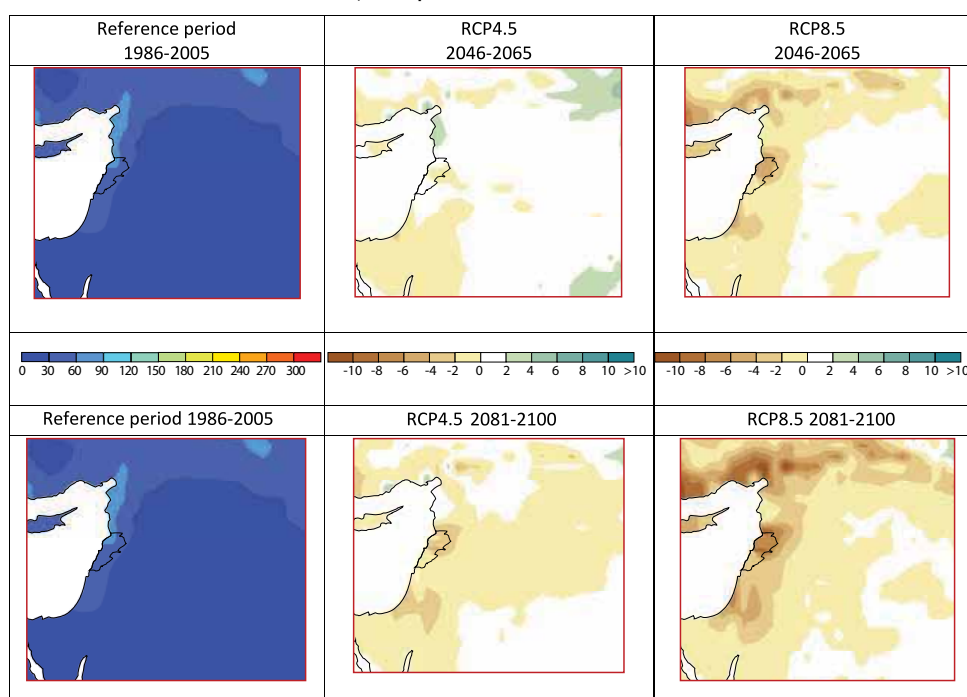 Reference period
1986-2005
RCP4.5
2046-2065
RCP8.5
2046-2065
0 30 60 90 120 150 180 210 240 270 300
-10 -8 -6 -4 -2 0 2 4 6 8 10 >10
-10 -8 -6 -4 -2 0 2 4 6 8 10 >10
Reference period 1986-2005
RCP4.5 2081-2100
RCP8.5 2081-2100